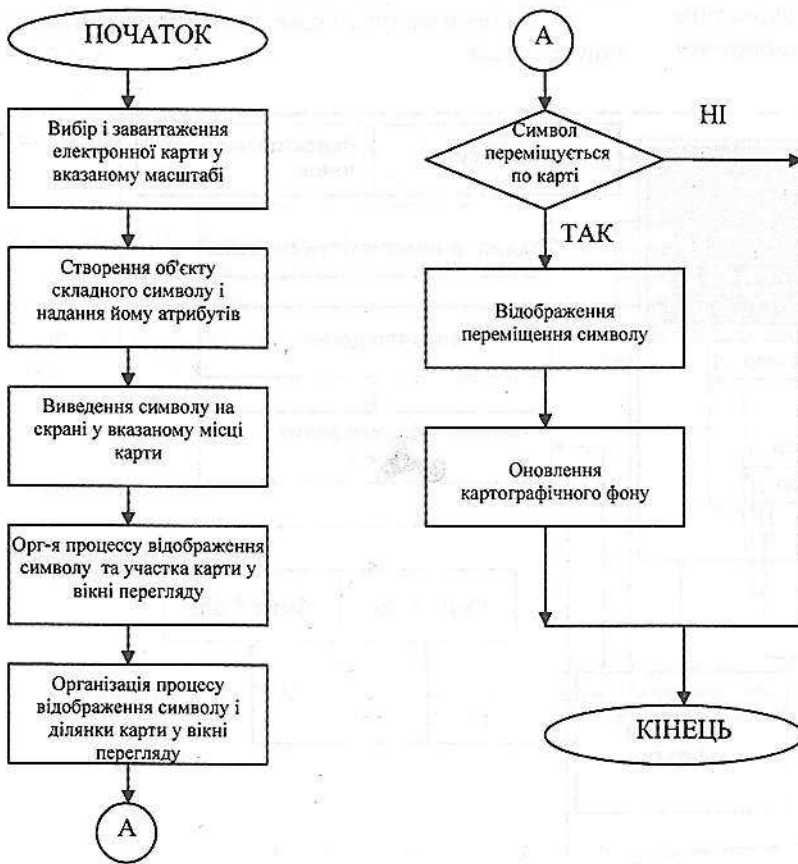 ПОЧАТОК
Вибір і завантаження
електронної карти у
вказаному масштабі
Створення об'єкту
складного символу і
надання йому атрибутів
Виведення символу на
скрані у вказаному місці
карти
Орг-я процессу відображення
символу та участка карти у
вікні перегляду
Організація процесу
відображення символу і
ділянки карти у вікні
перегляду
А
А
Символ
переміщується
по карті
НІ
ТАК
Відображення
переміщення символу
Оновлення
картографічного фону
КІНЕЦЬ